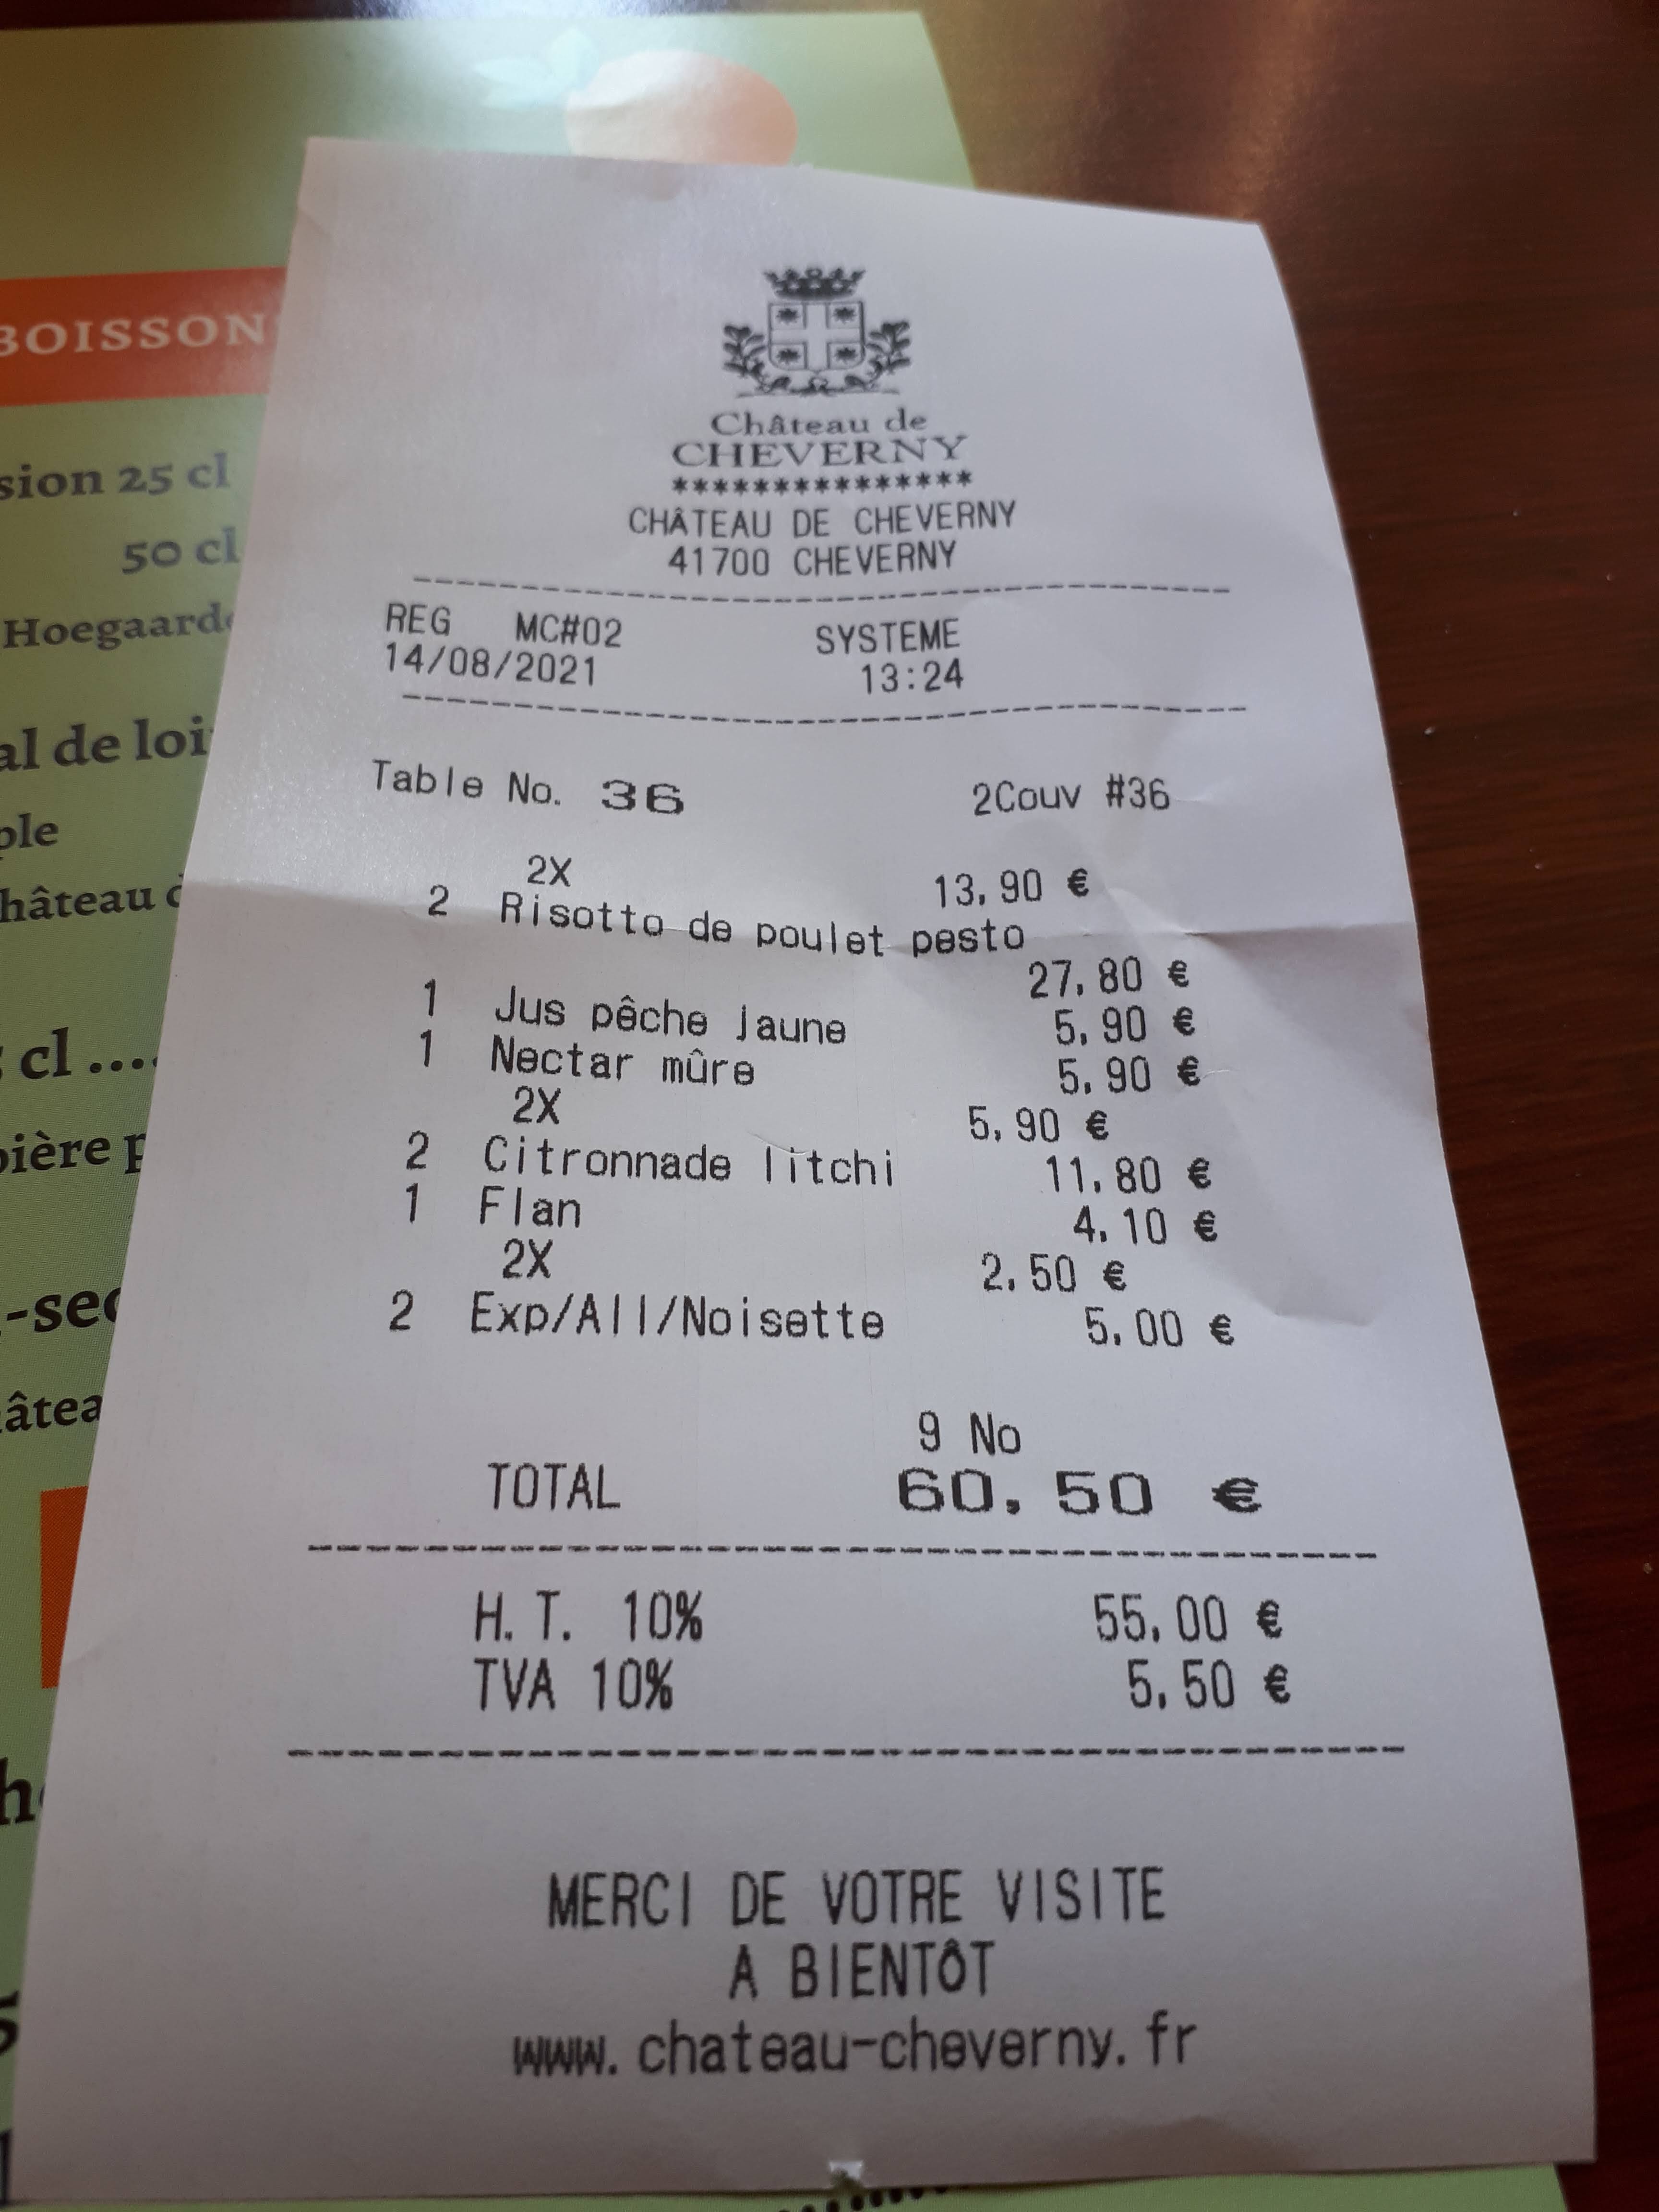 BOISSON
sion 25 cl
50 cl
Hoegaard
al de loi
ple
hâteau
cl ....
bière p
-sec
âtea
Château de
CHEVERNY
***************
CHÂTEAU DE CHEVERNY
41700 CHEVERNY
REG MC#02 SYSTEME
14/08/2021 13:24
Table No. 36 2Couv #36
2X 13,90 €
2 Risotto de poulet pesto
27,80 €
1 Jus pêche jaune 5,90 €
1 Nectar mûre 5,90 €
2X 5,90 €
2 Citronnade litchi 11,80 €
1 Flan 4,10 €
2X 2,50 €
2 Exp/All/Noisette 5,00 €
9 No
TOTAL 60,50 €
H.T. 10% 55,00 €
TVA 10% 5,50 €
MERCI DE VOTRE VISITE
A BIENTÔT
www.chateau-cheverny.fr